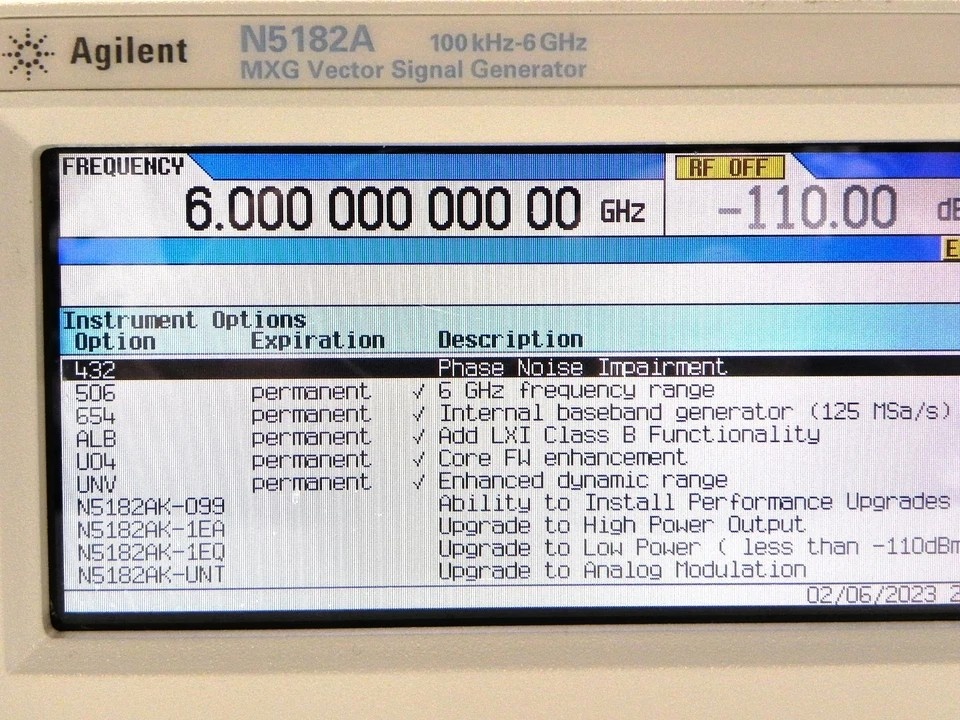 Agilent N5182A 100 kHz-6 GHz
MXG Vector Signal Generator
FREQUENCY RF OFF
6.000 000 000 00 GHz -110.00
Instrument Options
Option Expiration Description
432 Phase Noise Impairment
506 permanent ✓ 6 GHz frequency range
654 permanent ✓ Internal baseband generator (125 MSa/s)
ALB permanent ✓ Add LXI Class B Functionality
U04 permanent ✓ Core FW enhancement
UNV permanent ✓ Enhanced dynamic range
N5182AK-099 Ability to Install Performance Upgrades
N5182AK-1EA Upgrade to High Power Output
N5182AK-1EQ Upgrade to Low Power ( less than -110dBm
N5182AK-UNT Upgrade to Analog Modulation
02/06/2023 2